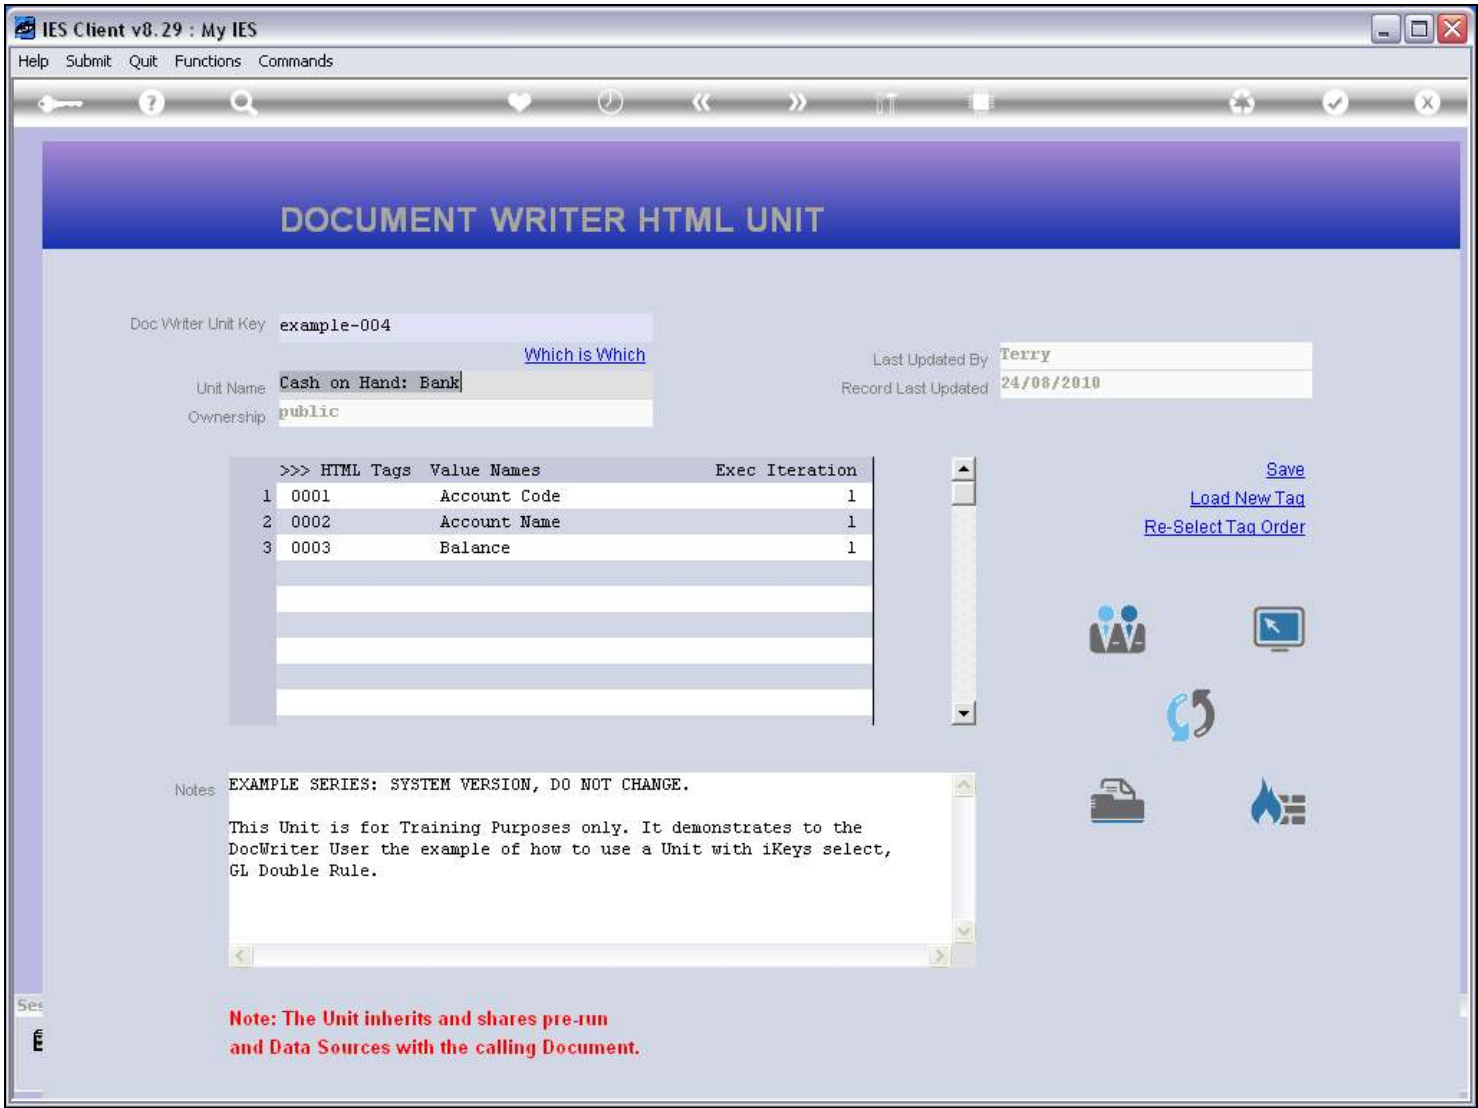 IES Client v8.29 : My IES
Help Submit Quit Functions Commands
DOCUMENT WRITER HTML UNIT
Doc Writer Unit Key example-004
Which is Which
Last Updated By Terry
Unit Name Cash on Hand: Bank
Record Last Updated 24/08/2010
Ownership public
>>> HTML Tags Value Names Exec Iteration
1 0001 Account Code 1
2 0002 Account Name 1
3 0003 Balance 1
Save
Load New Tag
Re-Select Tag Order
Notes EXAMPLE SERIES: SYSTEM VERSION, DO NOT CHANGE.
This Unit is for Training Purposes only. It demonstrates to the
DocWriter User the example of how to use a Unit with iKeys select,
GL Double Rule.
Note: The Unit inherits and shares pre-run
and Data Sources with the calling Document.